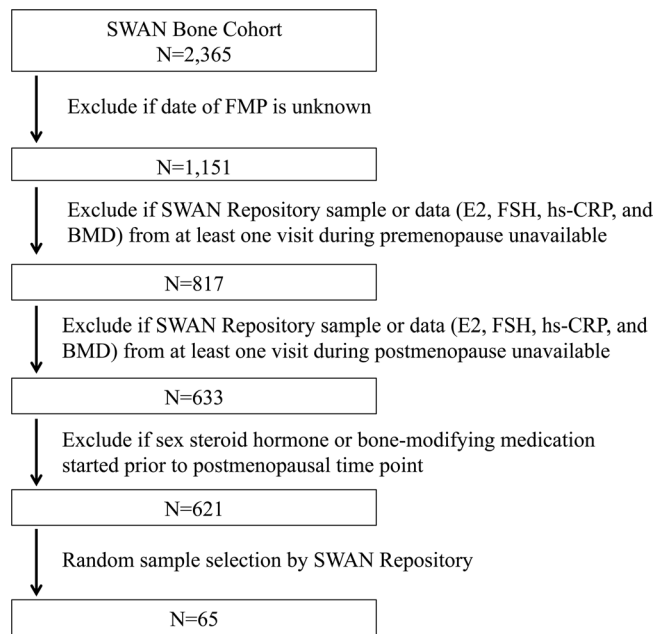 SWAN Bone Cohort
N=2,365
Exclude if date of FMP is unknown
N=1,151
Exclude if SWAN Repository sample or data (E2, FSH, hs-CRP, and
BMD) from at least one visit during premenopause unavailable
N=817
Exclude if SWAN Repository sample or data (E2, FSH, hs-CRP, and
BMD) from at least one visit during postmenopause unavailable
N=633
Exclude if sex steroid hormone or bone-modifying medication
started prior to postmenopausal time point
N=621
Random sample selection by SWAN Repository
N=65